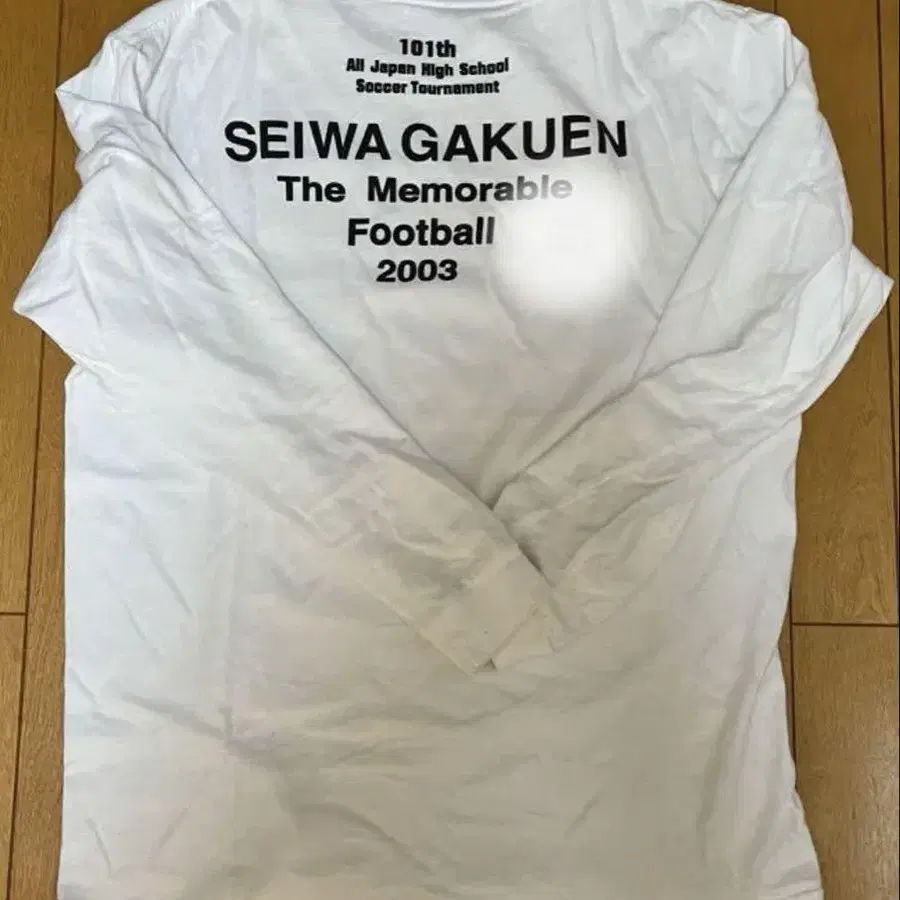 101th
All Japan High School
Soccer Tournament
SEIWA GAKUEN
The Memorable
Football
2003